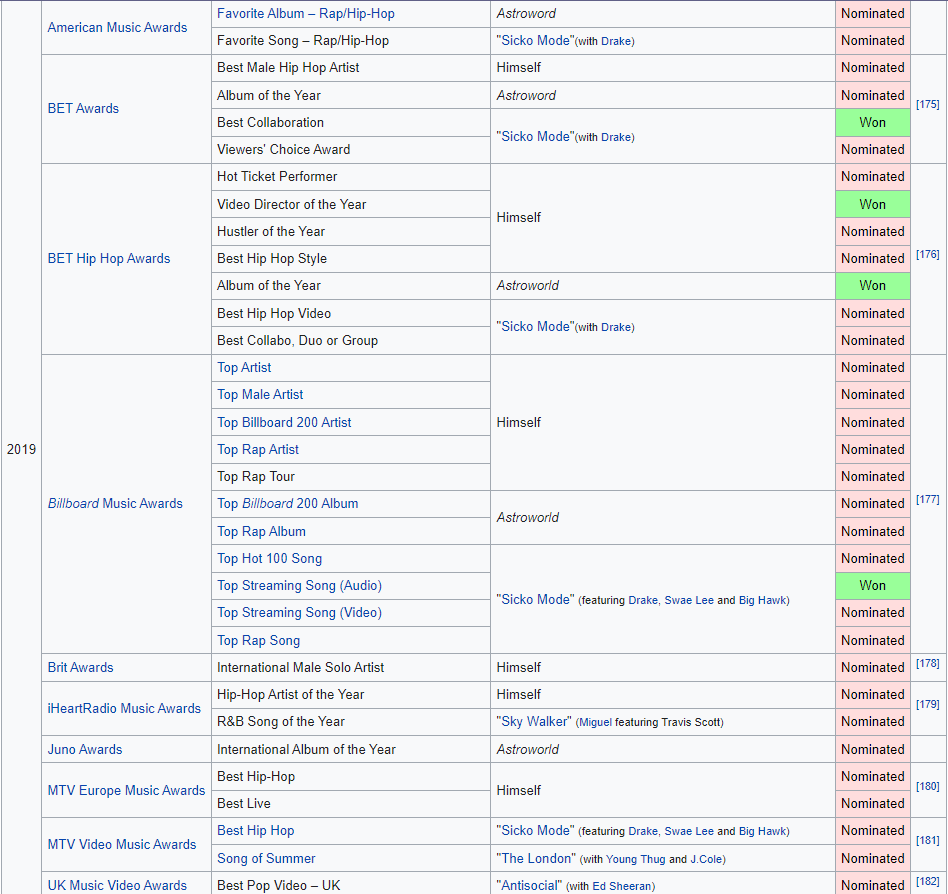 American Music Awards
Favorite Album – Rap/Hip-Hop Astroword Nominated
Favorite Song – Rap/Hip-Hop "Sicko Mode"(with Drake) Nominated
BET Awards
Best Male Hip Hop Artist Himself Nominated
Album of the Year Astroword Nominated
[175]
Best Collaboration "Sicko Mode"(with Drake) Won
Viewers' Choice Award Nominated
BET Hip Hop Awards
Hot Ticket Performer Himself Nominated
Video Director of the Year Won
Hustler of the Year Nominated
Best Hip Hop Style Nominated
[176]
Album of the Year Astroworld Won
Best Hip Hop Video "Sicko Mode"(with Drake) Nominated
Best Collabo, Duo or Group Nominated
2019
Billboard Music Awards
Top Artist Himself Nominated
Top Male Artist Nominated
Top Billboard 200 Artist Nominated
Top Rap Artist Nominated
Top Rap Tour Nominated
[177]
Top Billboard 200 Album Astroworld Nominated
Top Rap Album Nominated
Top Hot 100 Song "Sicko Mode" (featuring Drake, Swae Lee and Big Hawk) Nominated
Top Streaming Song (Audio) Won
Top Streaming Song (Video) Nominated
Top Rap Song Nominated
Brit Awards International Male Solo Artist Himself Nominated [178]
iHeartRadio Music Awards
Hip-Hop Artist of the Year Himself Nominated
[179]
R&B Song of the Year "Sky Walker" (Miguel featuring Travis Scott) Nominated
Juno Awards International Album of the Year Astroworld Nominated
MTV Europe Music Awards
Best Hip-Hop Himself Nominated
[180]
Best Live Nominated
MTV Video Music Awards
Best Hip Hop "Sicko Mode" (featuring Drake, Swae Lee and Big Hawk) Nominated
[181]
Song of Summer "The London" (with Young Thug and J.Cole) Nominated
UK Music Video Awards Best Pop Video – UK "Antisocial" (with Ed Sheeran) Nominated [182]